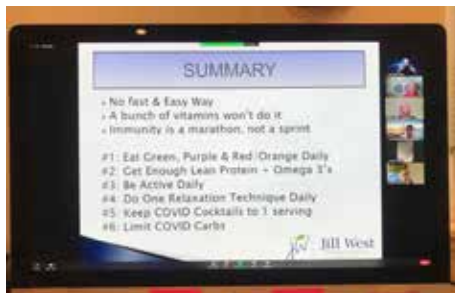 SUMMARY
• No fast & Easy Way
• A bunch of vitamins won't do it
• Immunity is a marathon, not a sprint
#1: Eat Green, Purple & Red/Orange Daily
#2: Get Enough Lean Protein + Omega 3's
#3: Be Active Daily
#4: Do One Relaxation Technique Daily
#5: Keep COVID Cocktails to 1 serving
#6: Limit COVID Carbs
JW Jill West